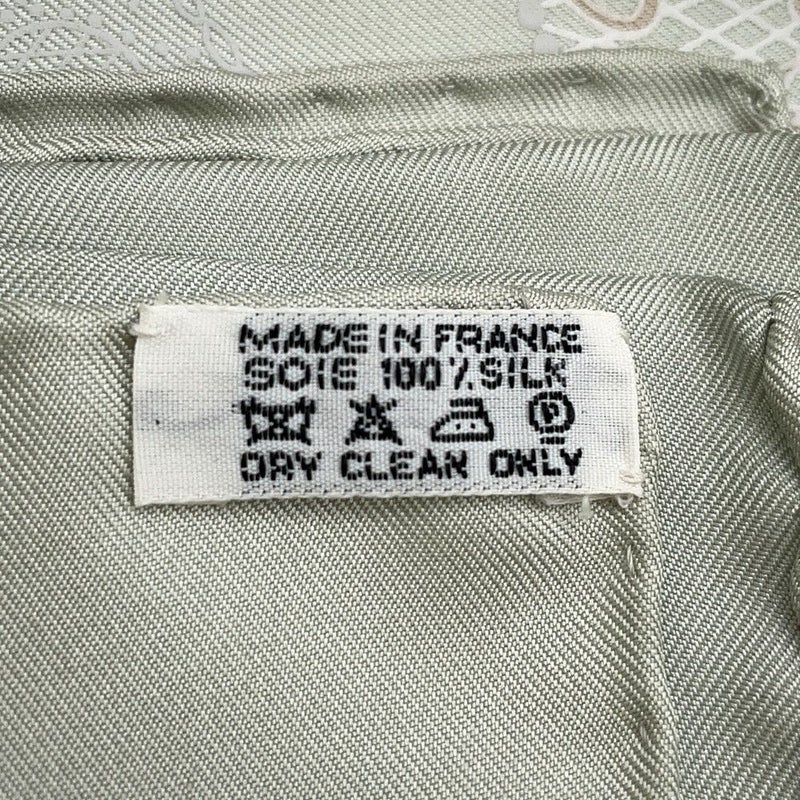 MADE IN FRANCE
SOIE 100% SILK
P
DRY CLEAN ONLY